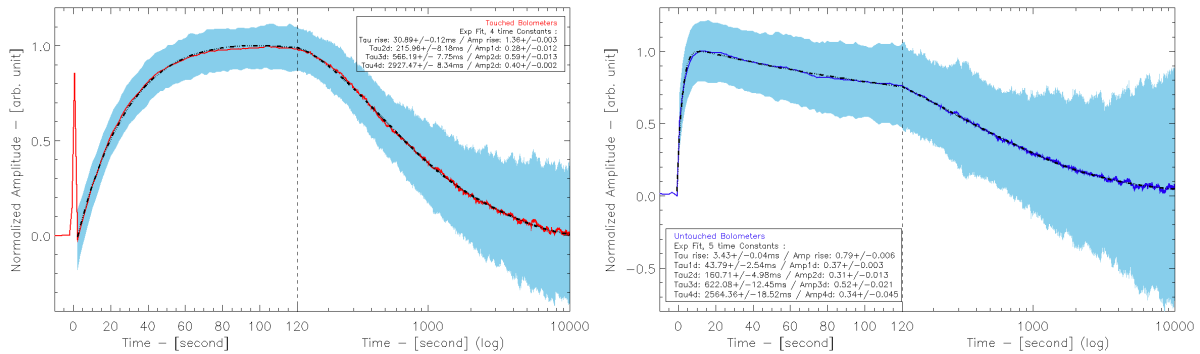 Touched Bolometers
Exp Fit, 4 time Constants :
Tau rise: 30.89+/-0.12ms / Amp rise: 1.36+-0.003
Tau2d: 215.96+/-8.18ms / Amp1d: 0.28+-0.012
Tau3d: 566.19+/- 7.75ms / Amp2d: 0.59+-0.013
Tau4d: 2927.47+/- 8.34ms / Amp2d: 0.40+-0.002
Normalized Amplitude - [arb. unit]
1.0
0.5
0.0
0 20 40 60 80 100 120 1000 10000
Time - [second] Time - [second] (log)
Normalized Amplitude - [arb. unit]
1.0
0.5
0.0
-0.5
Untouched Bolometers
Exp Fit, 5 time Constants :
Tau rise: 3.43+/-0.04ms / Amp rise: 0.79+-0.006
Tau1d: 43.79+/-2.54ms / Amp1d: 0.37+-0.003
Tau2d: 160.71+/-4.98ms / Amp2d: 0.31+-0.013
Tau3d: 622.08+/-12.45ms / Amp3d: 0.52+-0.021
Tau4d: 2564.36+/-18.52ms / Amp4d: 0.34+-0.045
0 20 40 60 80 100 120 1000 10000
Time - [second] Time - [second] (log)